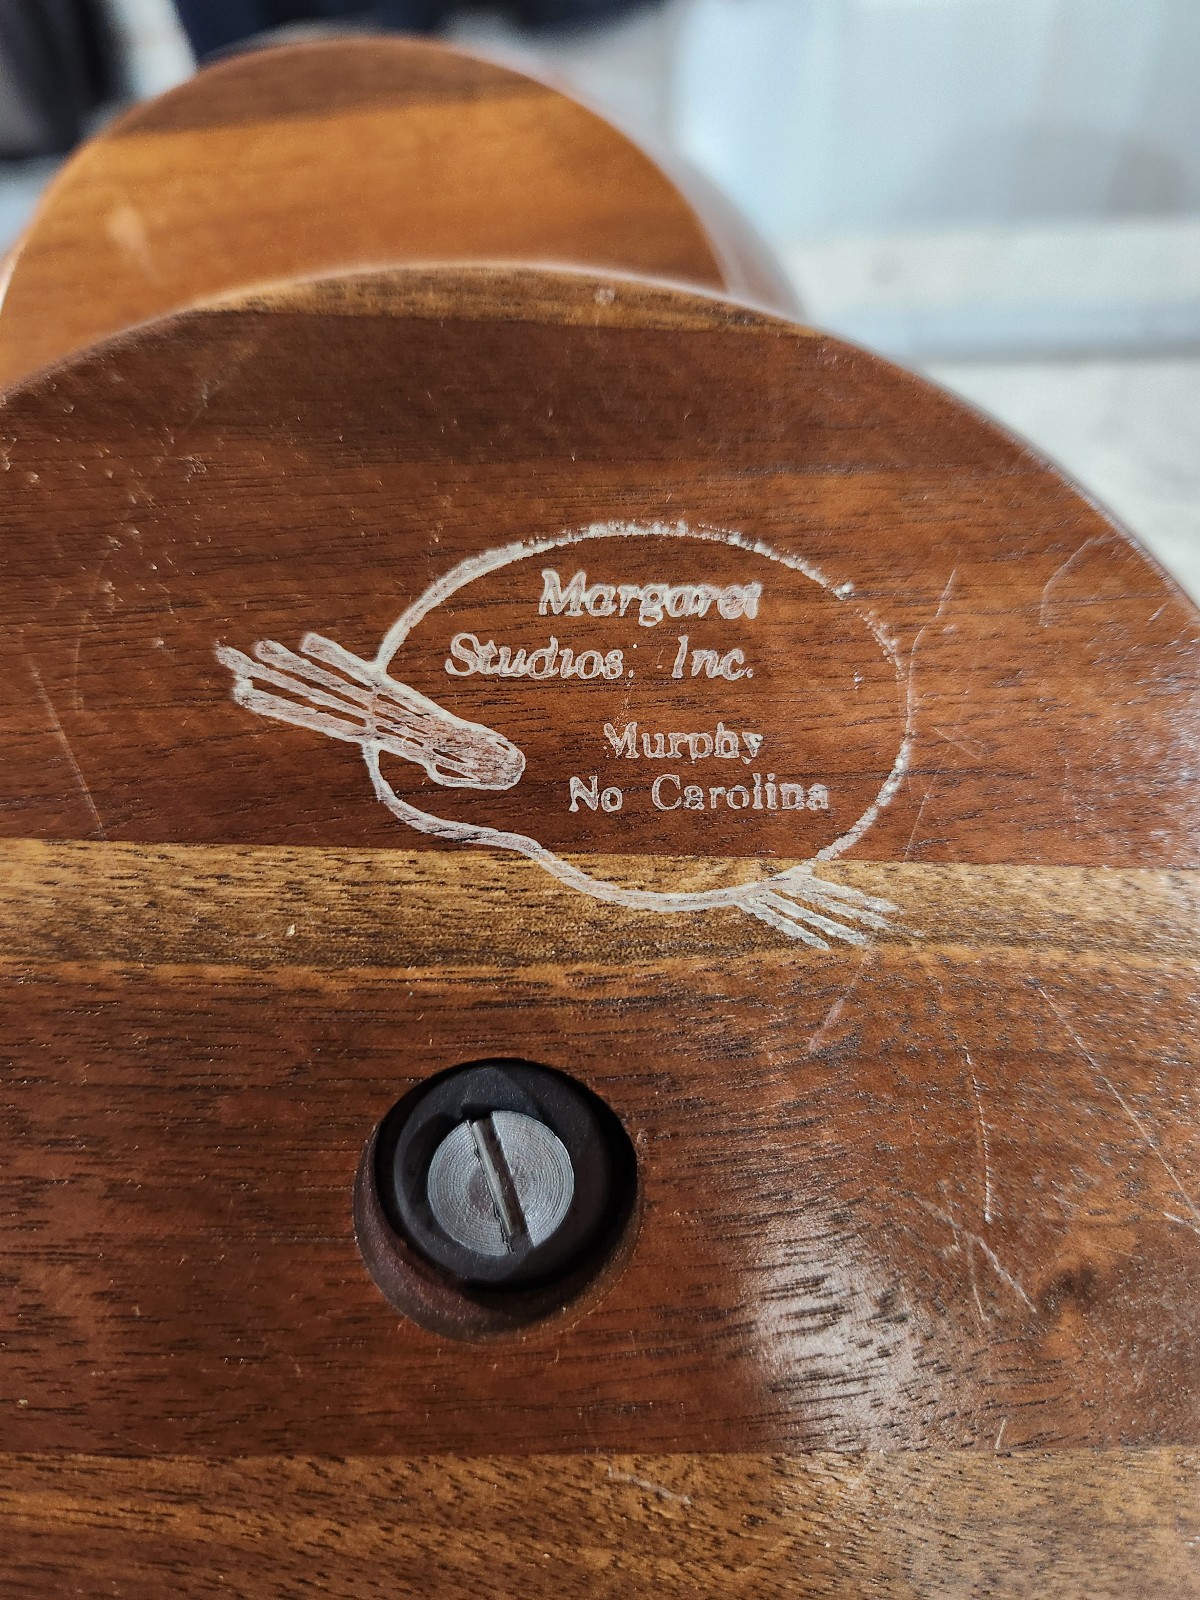 Margaret
Studios, Inc.
Murphy
No Carolina